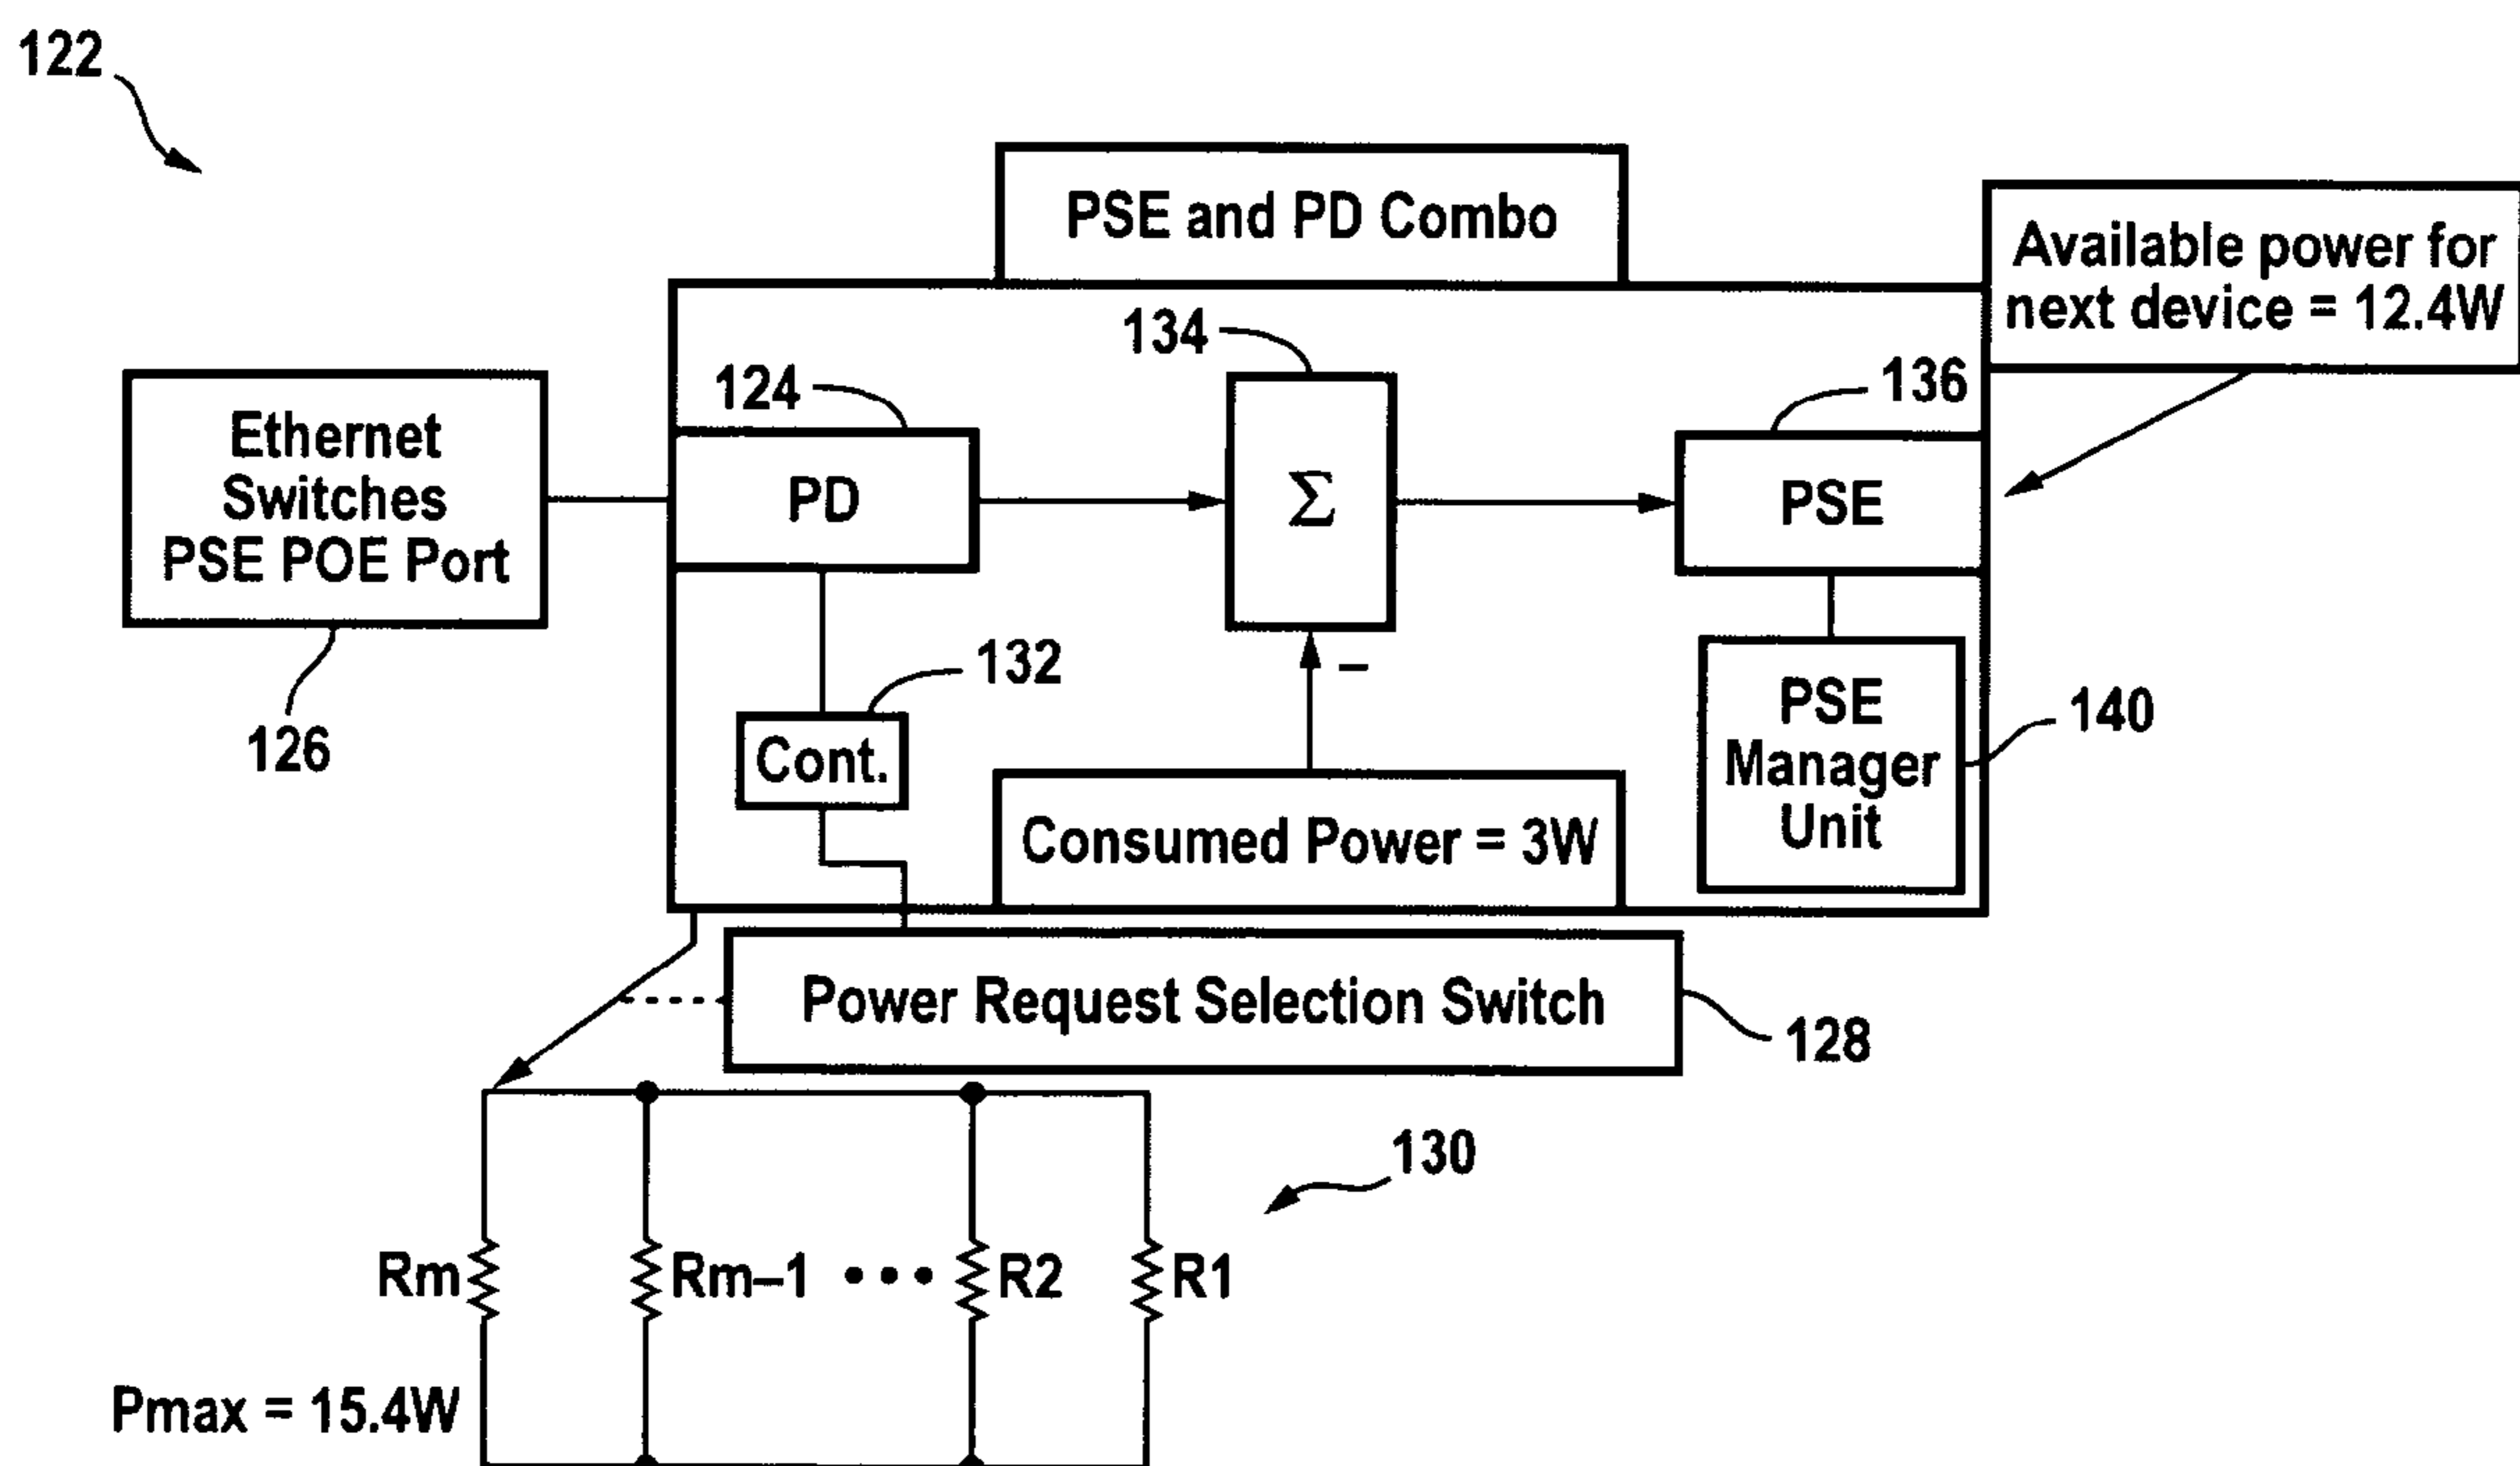 122
PSE and PD Combo
Available power for
next device = 12.4W
134
124
136
Ethernet
Switches
PSE POE Port
PD
Σ
PSE
132
126
–
Cont.
PSE
Manager
Unit
140
Consumed Power = 3W
Power Request Selection Switch
128
130
Rm
Rm–1
• • •
R2
R1
Pmax = 15.4W